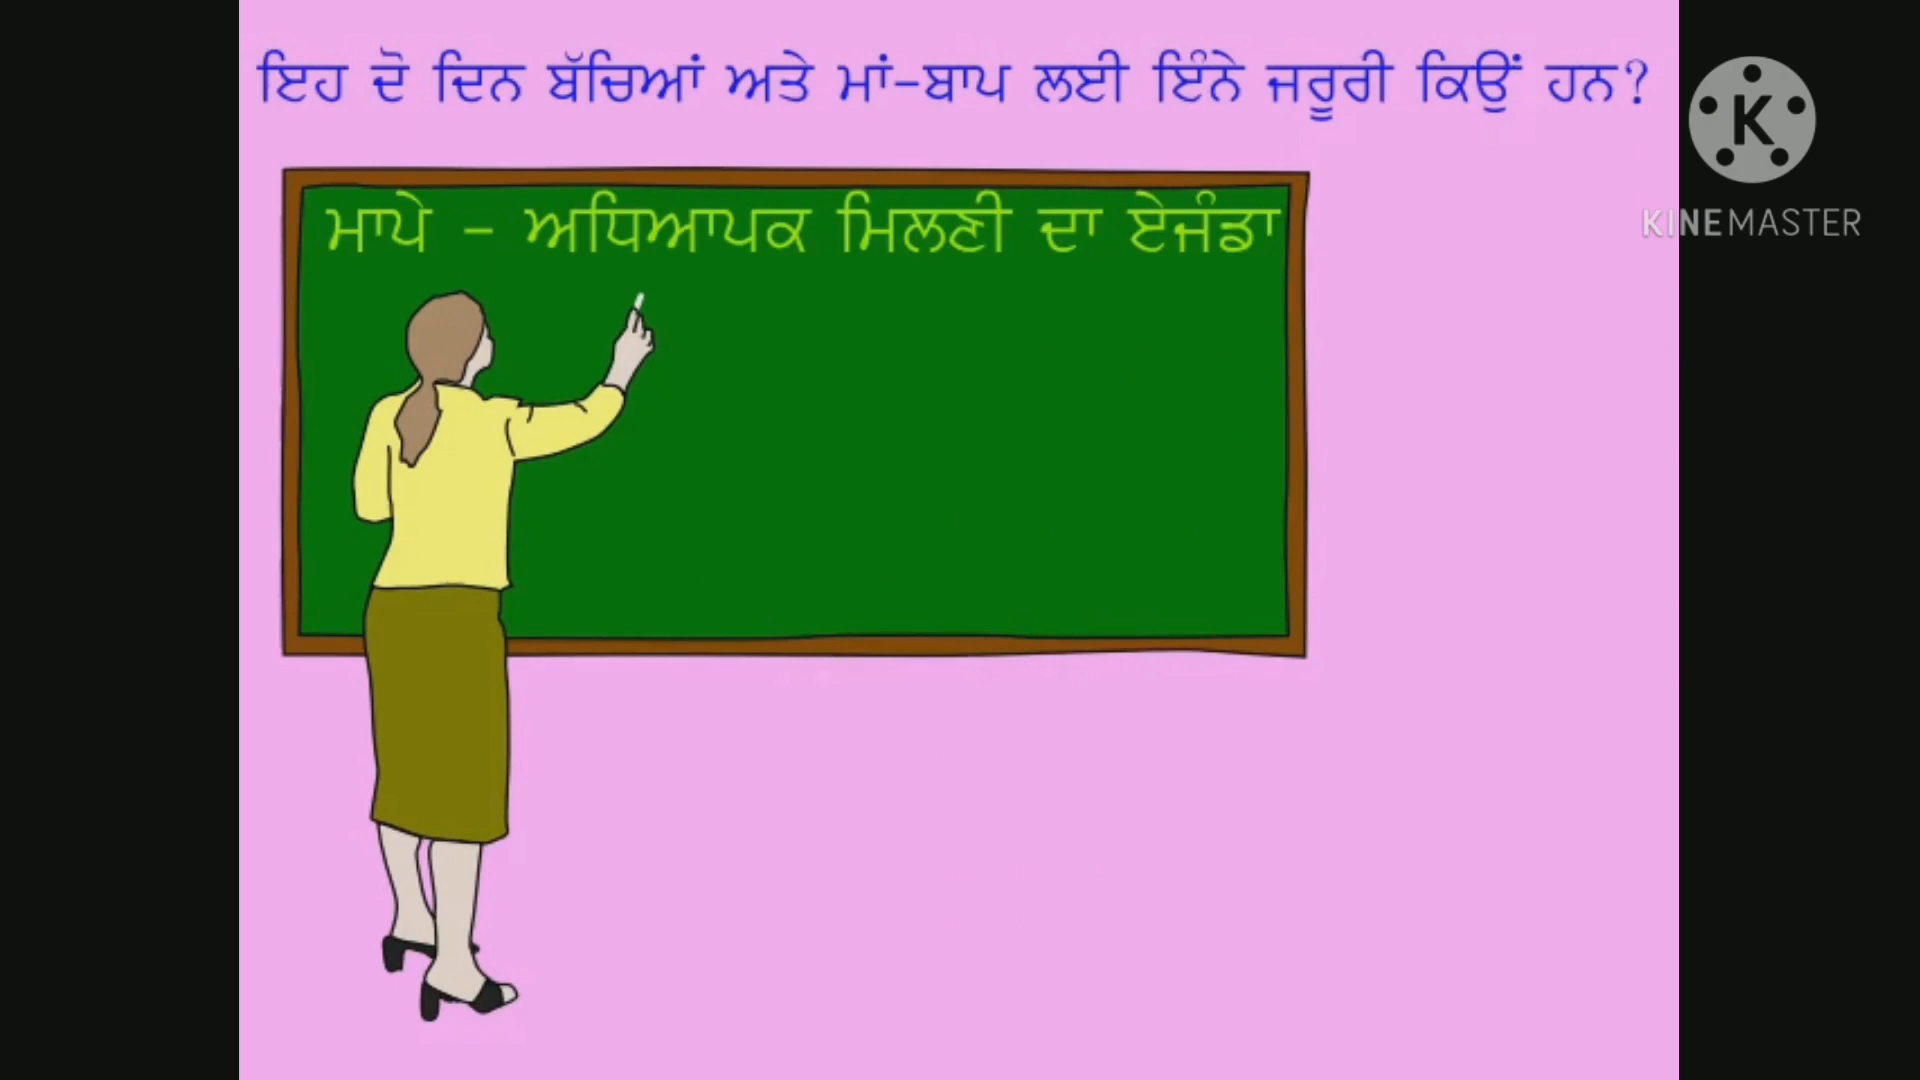 ਇਹ ਦੋ ਦਿਨ ਬੱਚਿਆਂ ਅਤੇ ਮਾਂ-ਬਾਪ ਲਈ ਇੰਨੇ ਜਰੂਰੀ ਕਿਉਂ ਹਨ?
ਮਾਪੇ - ਅਧਿਆਪਕ ਮਿਲਣੀ ਦਾ ਏਜੰਡਾ
K
KINEMASTER